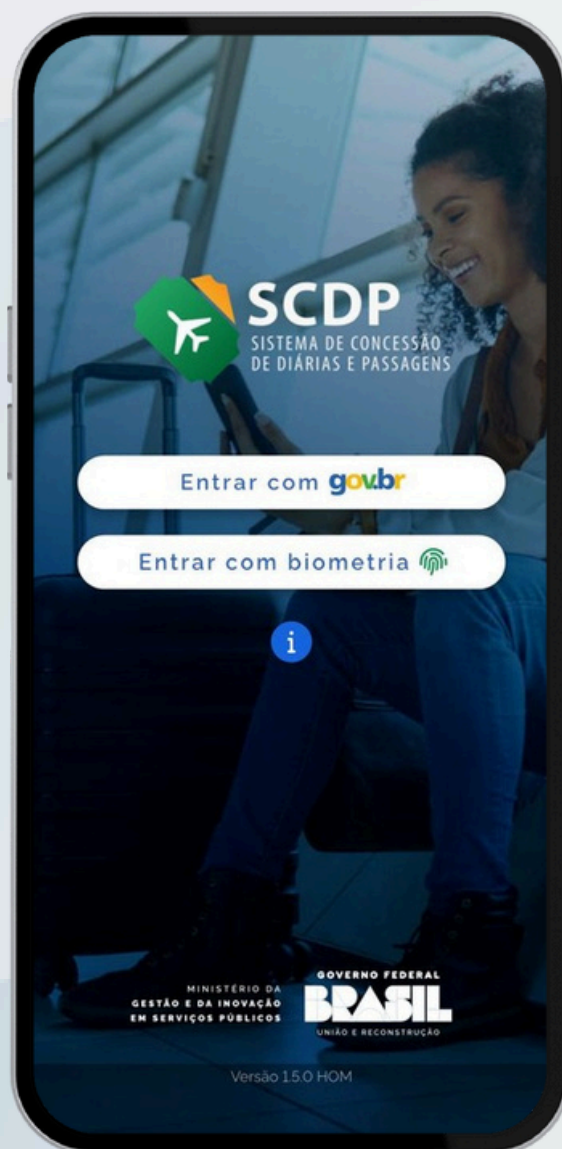 SCDP
SISTEMA DE CONCESSÃO
DE DIÁRIAS E PASSAGENS
Entrar com gov.br
Entrar com biometria
i
MINISTÉRIO DA
GESTÃO E DA INOVAÇÃO
EM SERVIÇOS PÚBLICOS
GOVERNO FEDERAL
BRASIL
UNIÃO E RECONSTRUÇÃO
Versão 1.5.0 HOM